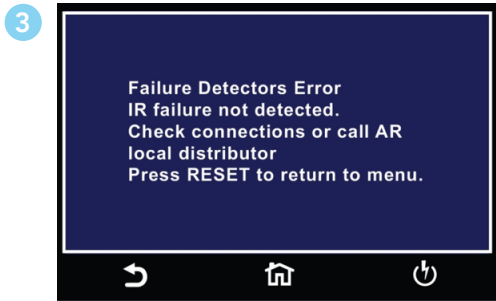 3
Failure Detectors Error
IR failure not detected.
Check connections or call AR
local distributor
Press RESET to return to menu.